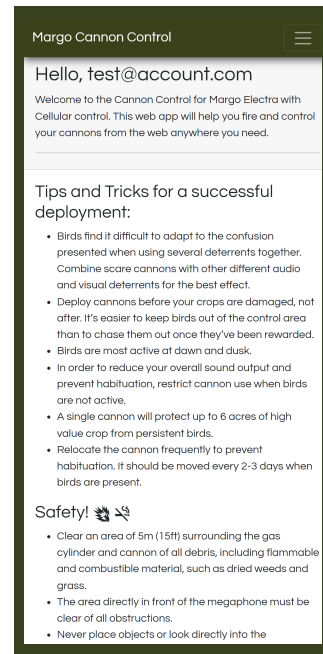 Margo Cannon Control
Hello, test@account.com
Welcome to the Cannon Control for Margo Electra with
Cellular control. This web app will help you fire and control
your cannons from the web anywhere you need.
Tips and Tricks for a successful
deployment:
• Birds find it difficult to adapt to the confusion
presented when using several deterrents together.
Combine scare cannons with other different audio
and visual deterrents for the best effect.
• Deploy cannons before your crops are damaged, not
after. It's easier to keep birds out of the control area
than to chase them out once they've been rewarded.
• Birds are most active at dawn and dusk.
• In order to reduce your overall sound output and
prevent habituation, restrict cannon use when birds
are not active.
• A single cannon will protect up to 6 acres of high
value crop from persistent birds.
• Relocate the cannon frequently to prevent
habituation. It should be moved every 2-3 days when
birds are present.
Safety!
• Clear an area of 5m (15ft) surrounding the gas
cylinder and cannon of all debris, including flammable
and combustible material, such as dried weeds and
grass.
• The area directly in front of the megaphone must be
clear of all obstructions.
• Never place objects or look directly into the